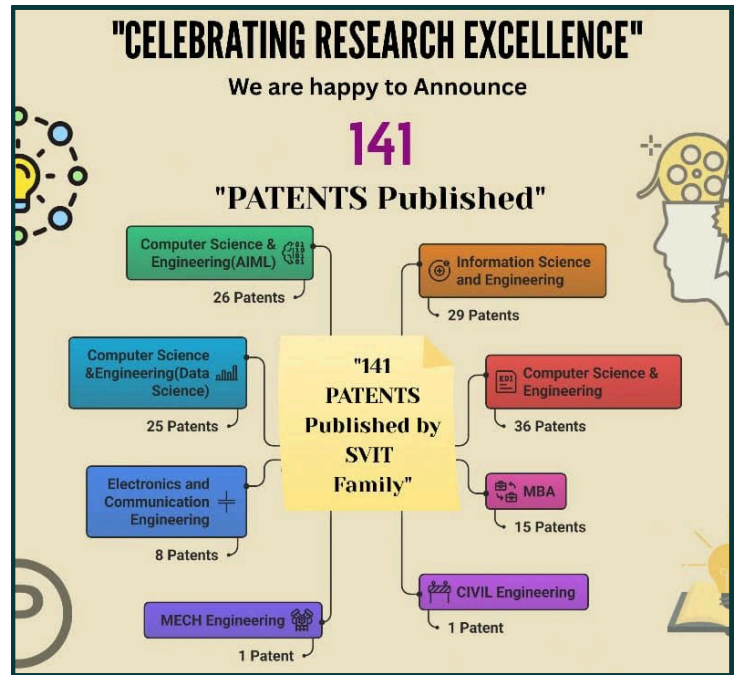 "CELEBRATING RESEARCH EXCELLENCE"
We are happy to Announce
141
"PATENTS Published"
Computer Science &
Engineering(AIML)
26 Patents
Information Science
and Engineering
29 Patents
Computer Science
&Engineering(Data
Science)
25 Patents
"141
PATENTS
Published by
SVIT
Family"
EDI
Computer Science &
Engineering
36 Patents
Electronics and
Communication
Engineering
8 Patents
MBA
15 Patents
MECH Engineering
1 Patent
CIVIL Engineering
1 Patent